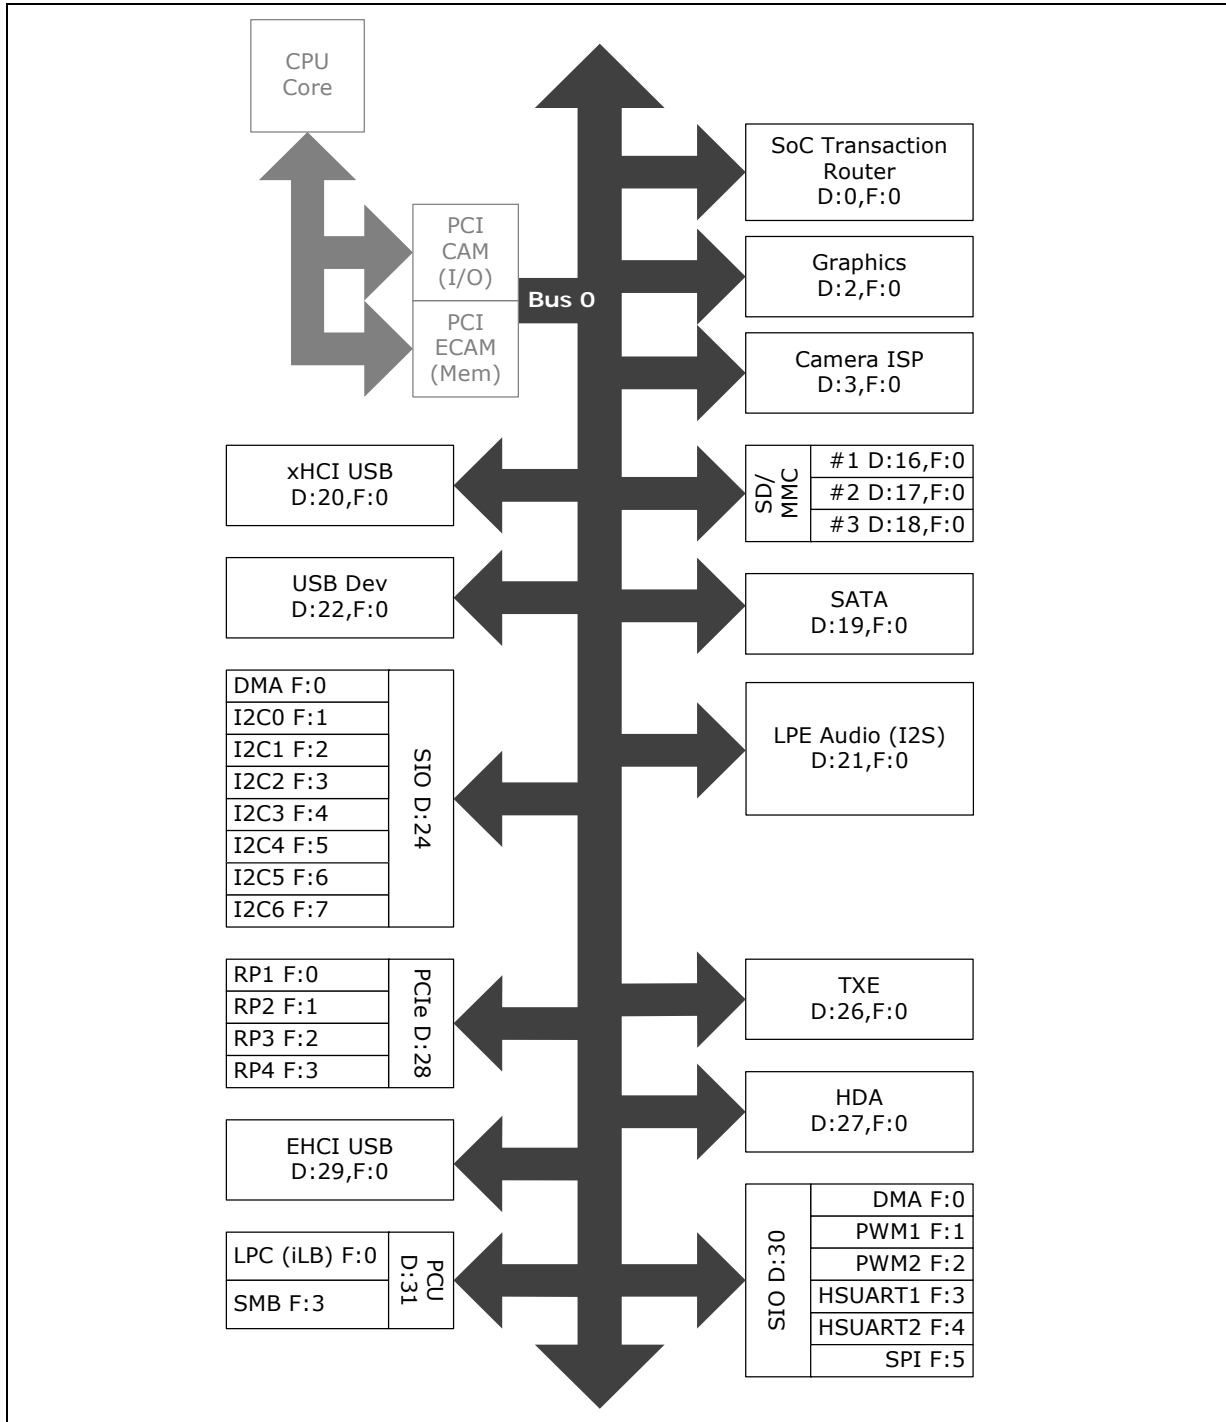 CPU
Core
PCI
CAM
(I/O)
PCI
ECAM
(Mem)
Bus 0
SoC Transaction
Router
D:0,F:0
Graphics
D:2,F:0
Camera ISP
D:3,F:0
xHCI USB
D:20,F:0
SD/
MMC
#1 D:16,F:0
#2 D:17,F:0
#3 D:18,F:0
USB Dev
D:22,F:0
SATA
D:19,F:0
DMA F:0
I2C0 F:1
I2C1 F:2
I2C2 F:3
I2C3 F:4
I2C4 F:5
I2C5 F:6
I2C6 F:7
SIO D:24
LPE Audio (I2S)
D:21,F:0
RP1 F:0
RP2 F:1
RP3 F:2
RP4 F:3
PCIe D:28
TXE
D:26,F:0
HDA
D:27,F:0
EHCI USB
D:29,F:0
LPC (iLB) F:0
SMB F:3
PCU
D:31
SIO D:30
DMA F:0
PWM1 F:1
PWM2 F:2
HSUART1 F:3
HSUART2 F:4
SPI F:5